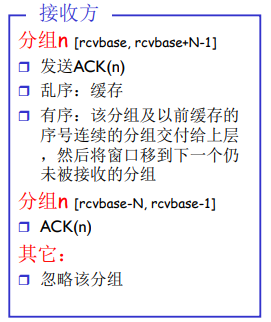 接收方
分组n [rcvbase, rcvbase+N-1]
❒ 发送ACK(n)
❒ 乱序：缓存
❒ 有序：该分组及以前缓存的
序号连续的分组交付给上层
，然后将窗口移到下一个仍
未被接收的分组
分组n [rcvbase-N, rcvbase-1]
❒ ACK(n)
其它：
❒ 忽略该分组